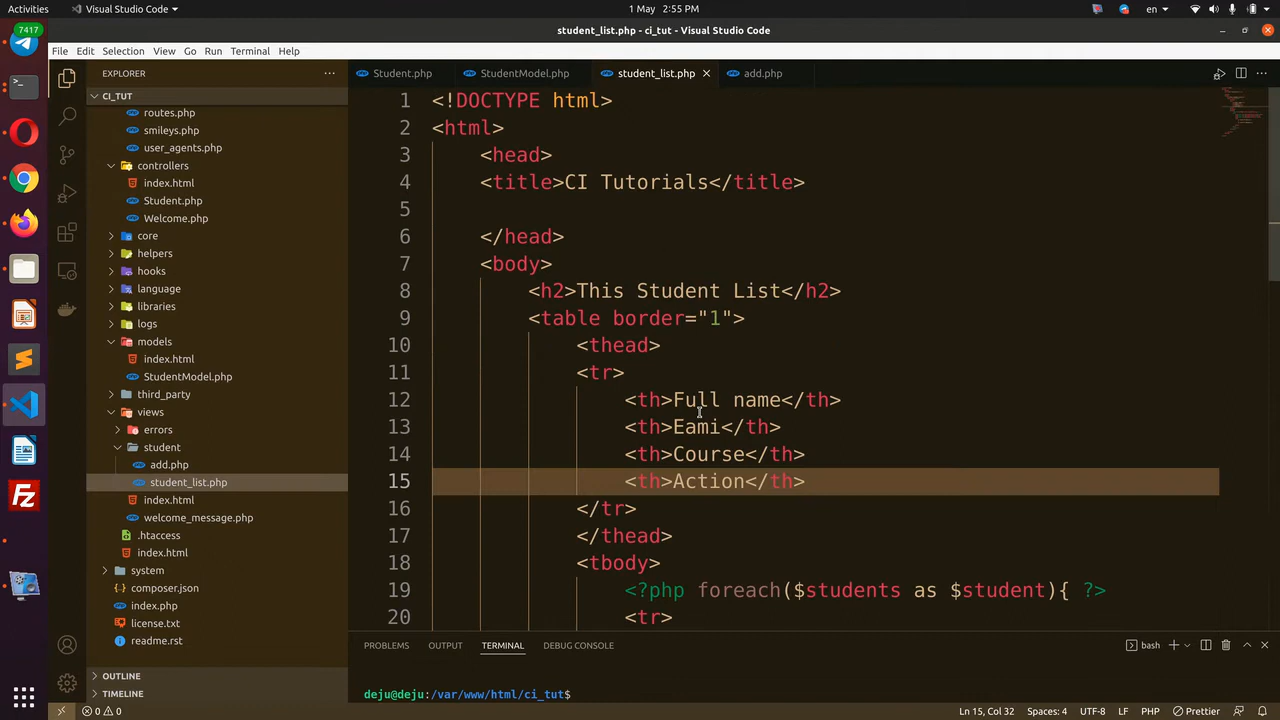 Activities
Visual Studio Code
1 May 2:55 PM
en
student_list.php - ci_tut - Visual Studio Code
File Edit Selection View Go Run Terminal Help
7417
EXPLORER
CI_TUT
routes.php
smileys.php
user_agents.php
controllers
index.html
Student.php
Welcome.php
core
helpers
hooks
language
libraries
logs
models
index.html
StudentModel.php
third_party
views
errors
student
add.php
student_list.php
index.html
welcome_message.php
.htaccess
index.html
system
composer.json
index.php
license.txt
readme.rst
OUTLINE
TIMELINE
Student.php StudentModel.php student_list.php add.php
1 <!DOCTYPE html>
2 <html>
3 <head>
4 <title>CI Tutorials</title>
5
6 </head>
7 <body>
8 <h2>This Student List</h2>
9 <table border="1">
10 <thead>
11 <tr>
12 <th>Full name</th>
13 <th>Eami</th>
14 <th>Course</th>
15 <th>Action</th>
16 </tr>
17 </thead>
18 <tbody>
19 <?php foreach($students as $student){ ?>
20 <tr>
PROBLEMS OUTPUT TERMINAL DEBUG CONSOLE
bash
deju@deju:/var/www/html/ci_tut$
0 0
Ln 15, Col 32 Spaces: 4 UTF-8 LF PHP Prettier